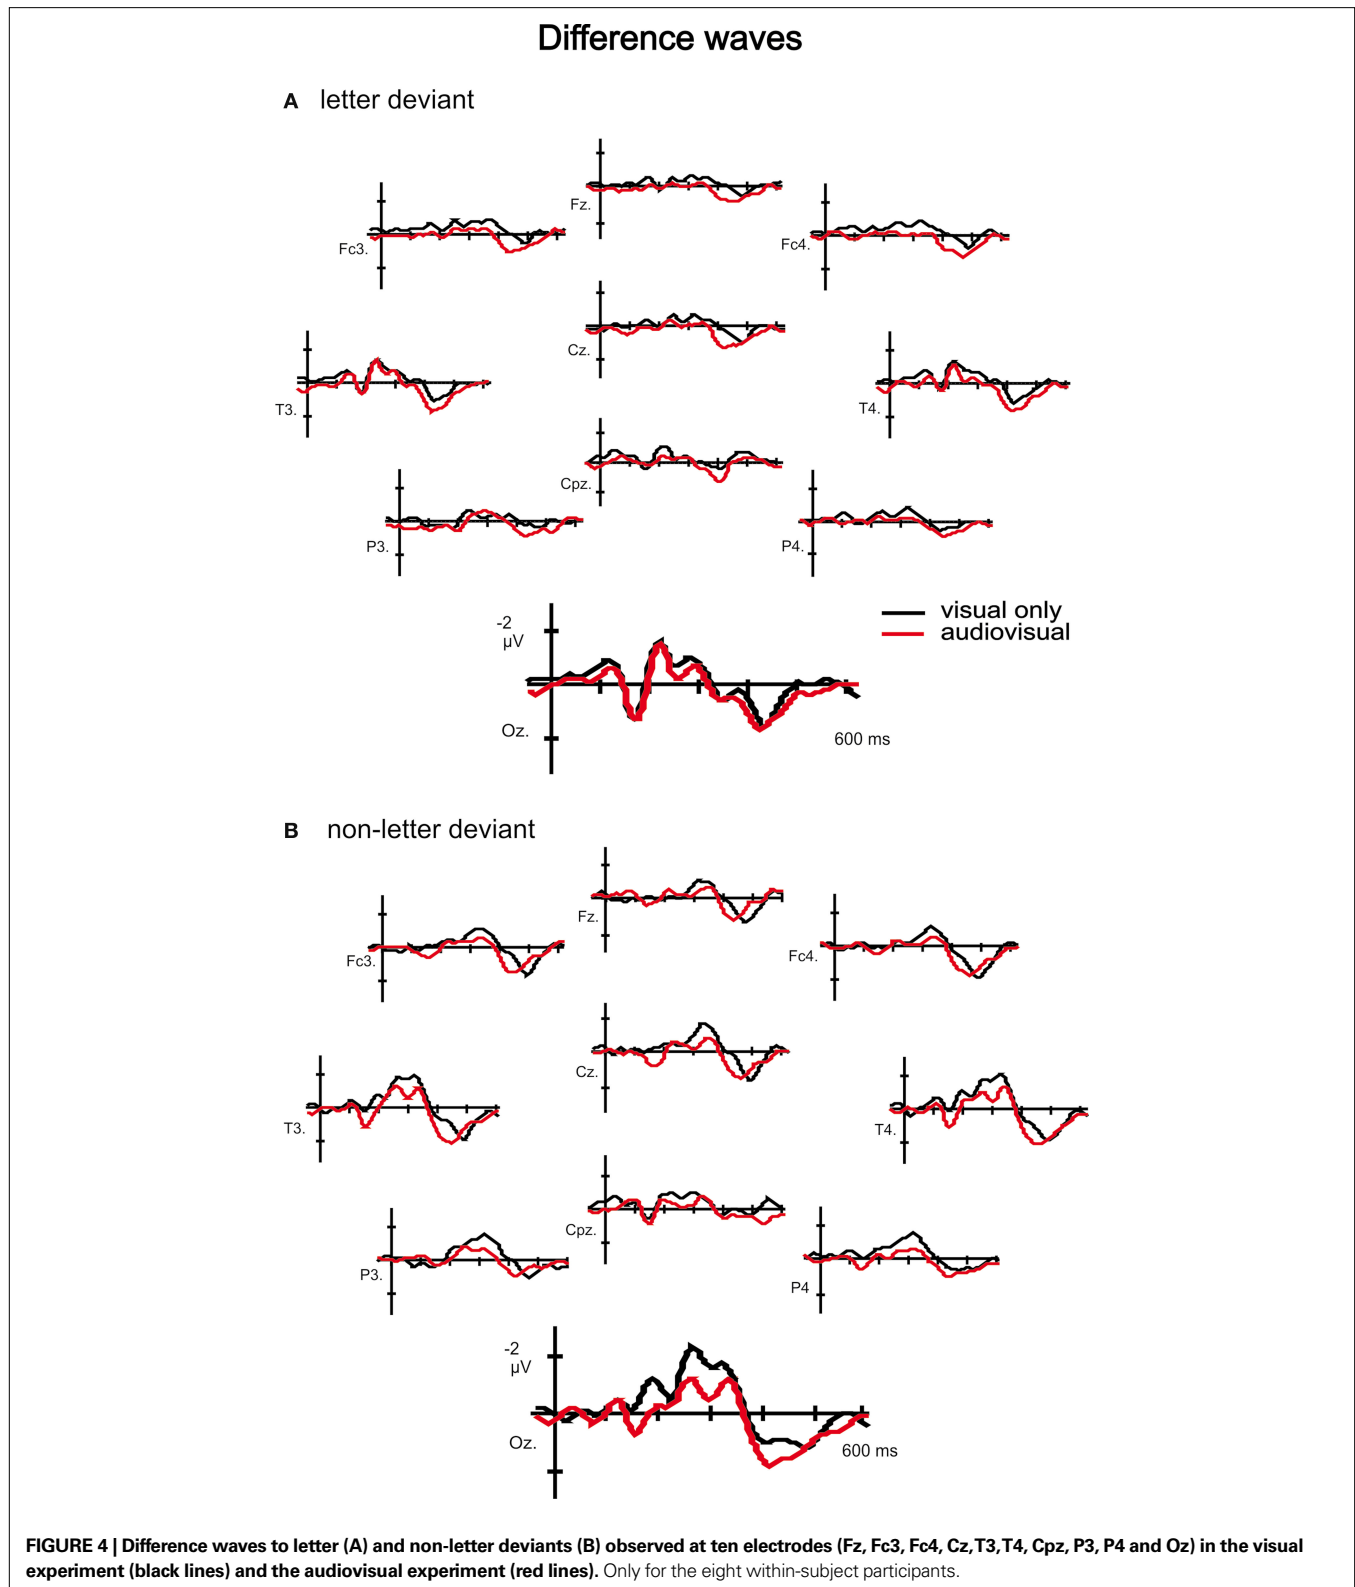 Difference waves
A letter deviant
Fz.
Fc3.
Fc4.
Cz.
T3.
T4.
Cpz.
P3.
P4.
visual only
audiovisual
-2
µV
Oz.
600 ms
B non-letter deviant
Fz.
Fc3.
Fc4.
Cz.
T3.
T4.
Cpz.
P3.
P4
-2
µV
Oz.
600 ms
FIGURE 4 | Difference waves to letter (A) and non-letter deviants (B) observed at ten electrodes (Fz, Fc3, Fc4, Cz,T3,T4, Cpz, P3, P4 and Oz) in the visual
experiment (black lines) and the audiovisual experiment (red lines). Only for the eight within-subject participants.